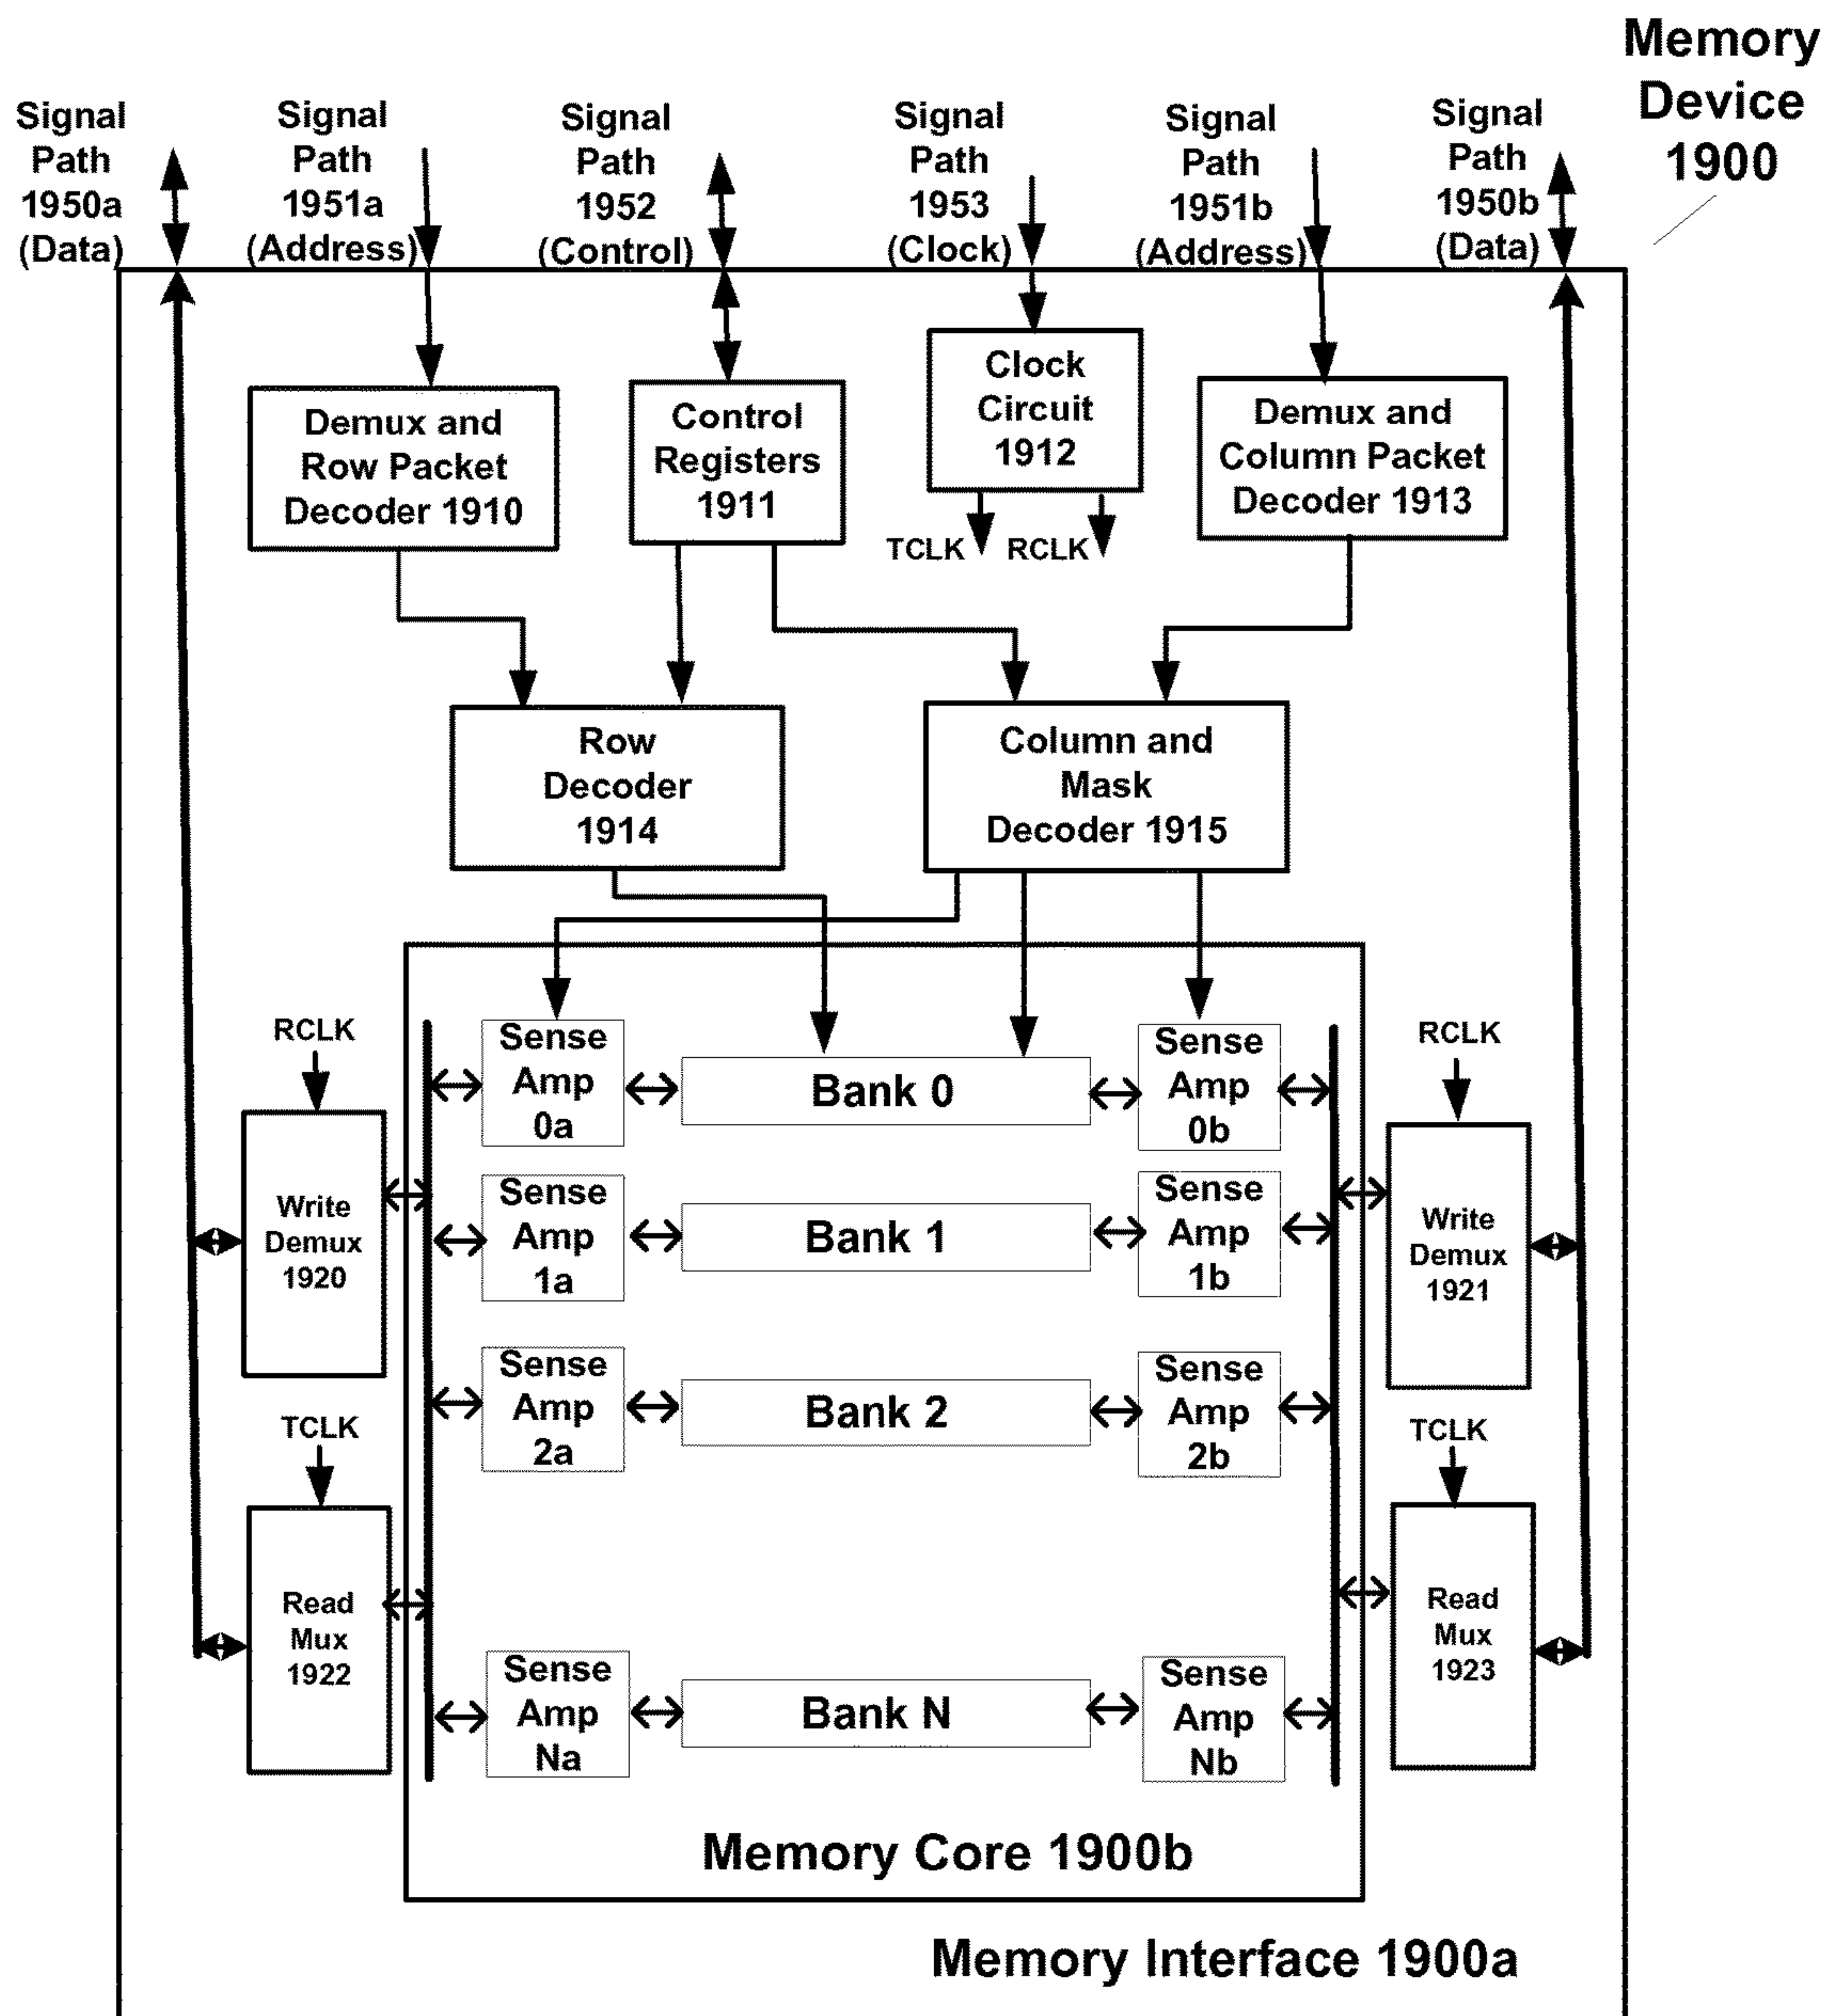 Memory
Device
1900
Signal
Path
1950a
(Data)
Signal
Path
1951a
(Address)
Signal
Path
1952
(Control)
Signal
Path
1953
(Clock)
Signal
Path
1951b
(Address)
Signal
Path
1950b
(Data)
Demux and
Row Packet
Decoder 1910
Control
Registers
1911
Clock
Circuit
1912
Demux and
Column Packet
Decoder 1913
TCLK
RCLK
Row
Decoder
1914
Column and
Mask
Decoder 1915
RCLK
Write
Demux
1920
TCLK
Read
Mux
1922
Sense
Amp
0a
Bank 0
Sense
Amp
0b
Sense
Amp
1a
Bank 1
Sense
Amp
1b
Sense
Amp
2a
Bank 2
Sense
Amp
2b
Sense
Amp
Na
Bank N
Sense
Amp
Nb
RCLK
Write
Demux
1921
TCLK
Read
Mux
1923
Memory Core 1900b
Memory Interface 1900a